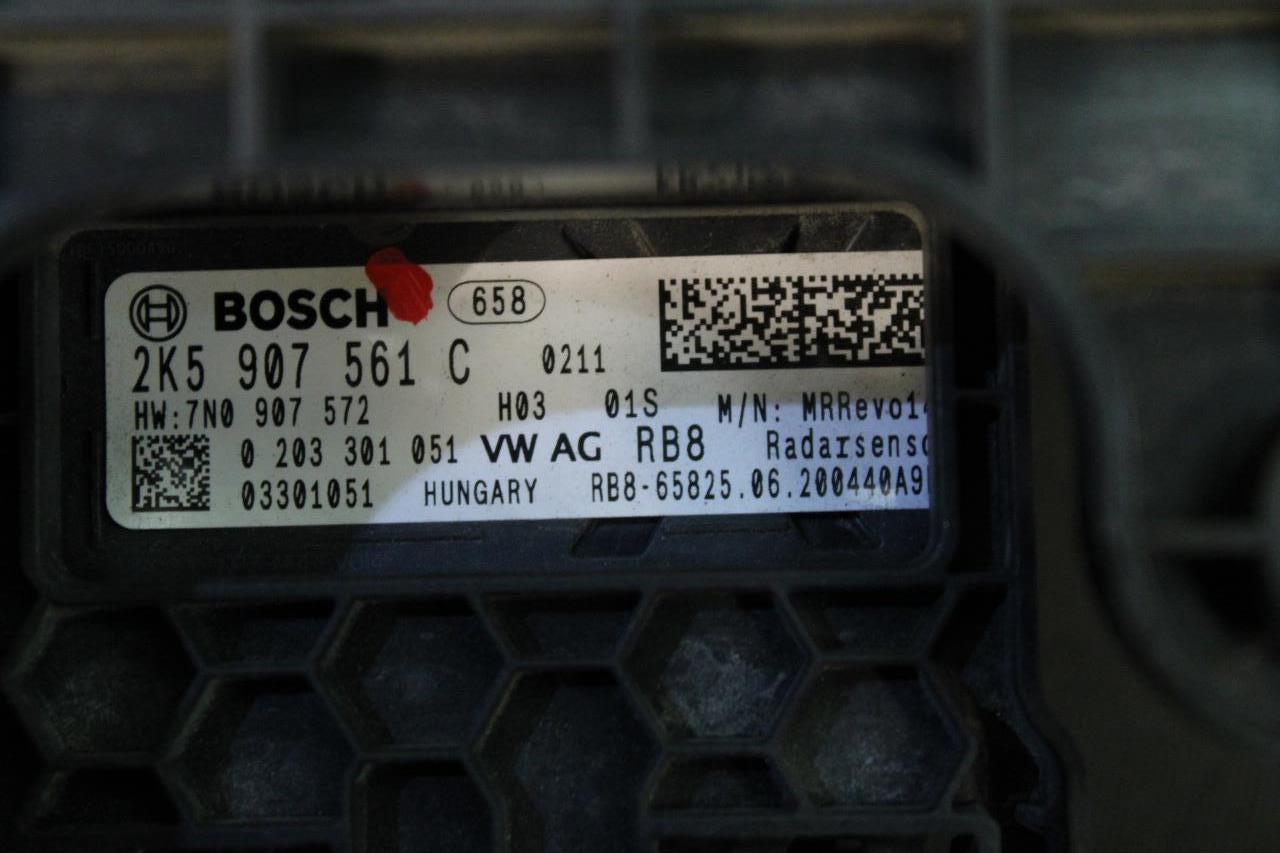 BOSCH 658
2K5 907 561 C 0211
HW:7N0 907 572 H03 01S M/N: MRRevo14
0 203 301 051 VW AG RB8 Radarsenso
03301051 HUNGARY RB8-65825.06.200440A9